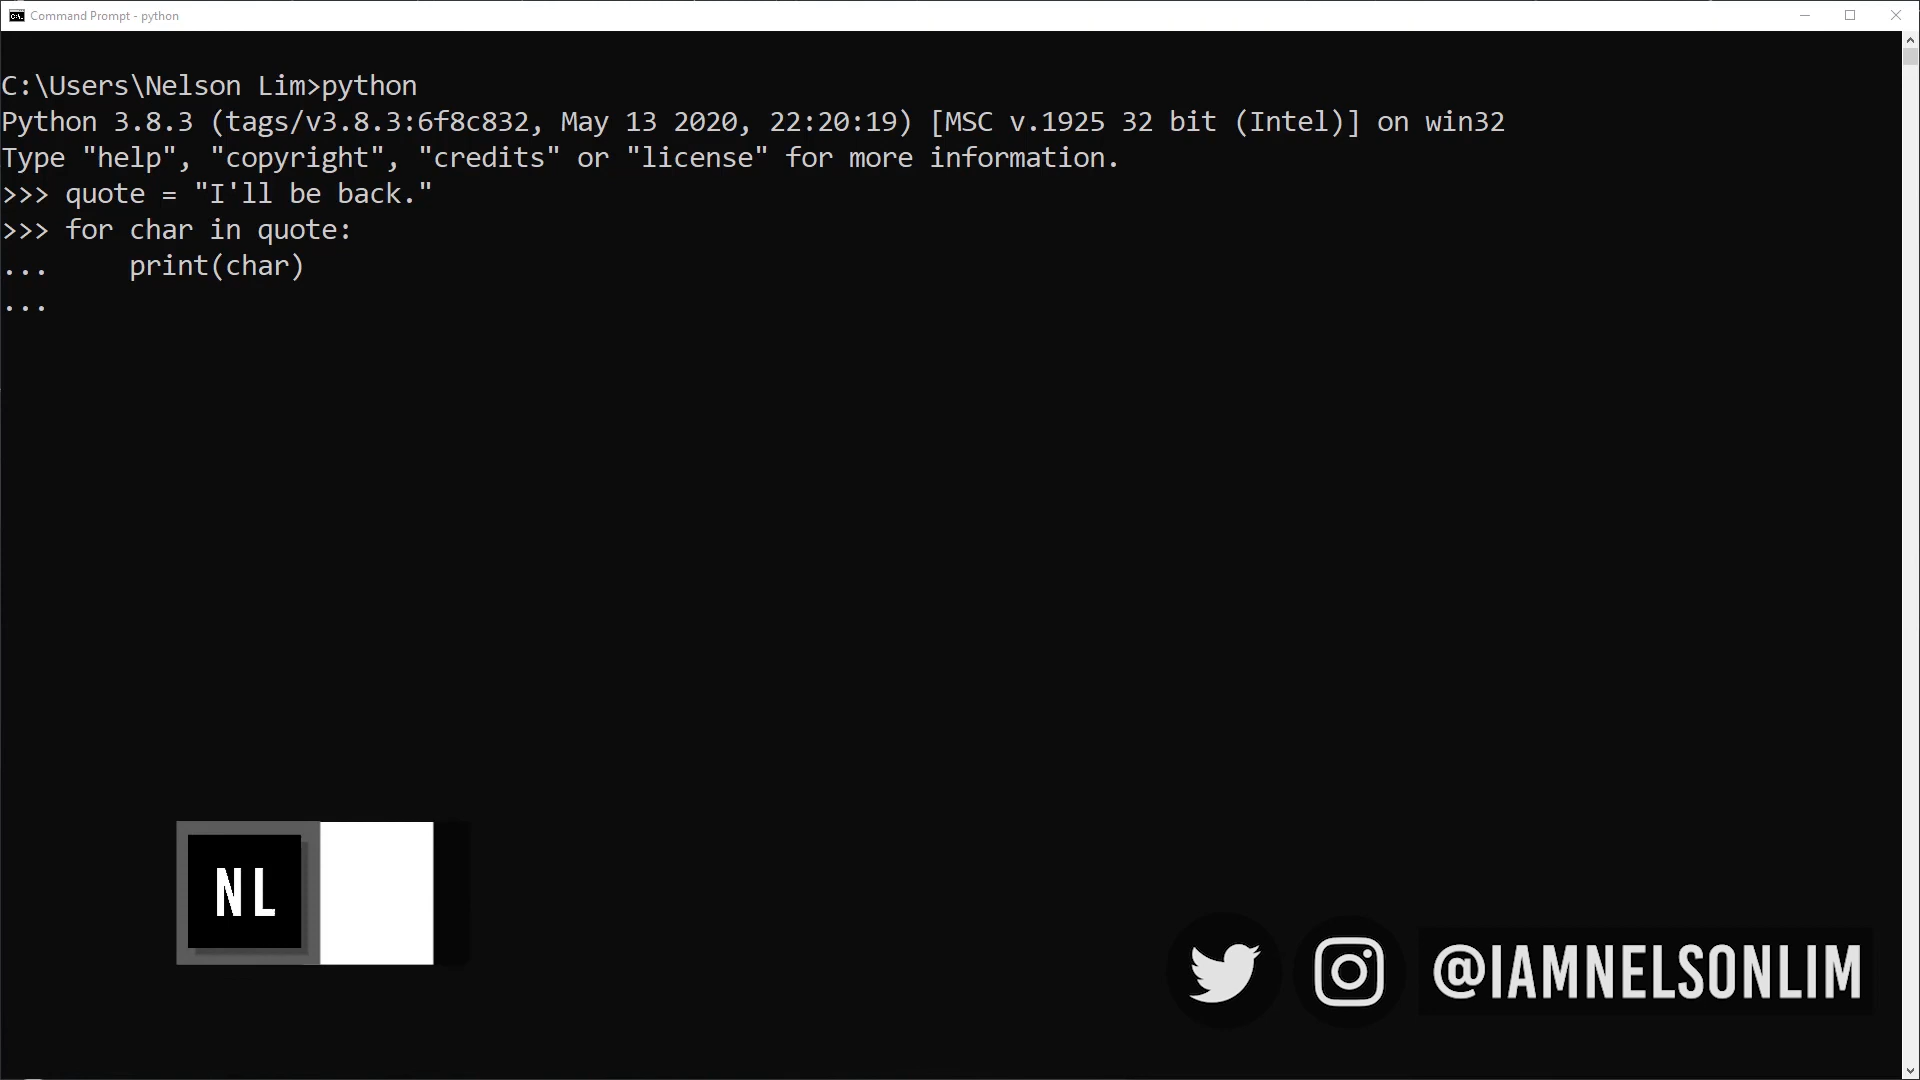 Command Prompt - python
C:\Users\Nelson Lim>python
Python 3.8.3 (tags/v3.8.3:6f8c832, May 13 2020, 22:20:19) [MSC v.1925 32 bit (Intel)] on win32
Type "help", "copyright", "credits" or "license" for more information.
>>> quote = "I'll be back."
>>> for char in quote:
...     print(char)
...
NL
@IAMNELSONLIM